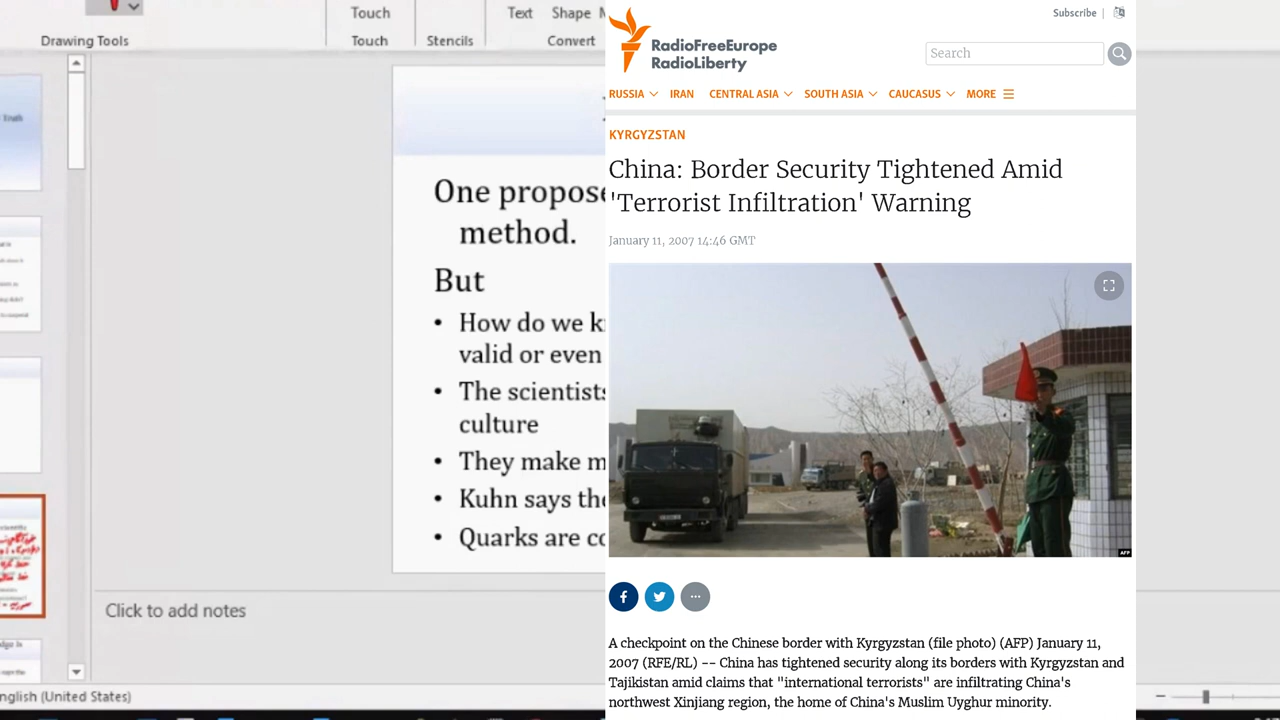 Touch
Text
Shape
Drawing Tools
Touch
Stencils
Convert
One propose
method.
But
How do we k
valid or even
The scientists
culture
They make m
Kuhn says the
Quarks are co
Click to add notes
nglish (United States)
Subscribe
RadioFreeEurope
RadioLiberty
Search
RUSSIA
IRAN
CENTRAL ASIA
SOUTH ASIA
CAUCASUS
MORE
KYRGYZSTAN
China: Border Security Tightened Amid
'Terrorist Infiltration' Warning
January 11, 2007 14:46 GMT
AFP
A checkpoint on the Chinese border with Kyrgyzstan (file photo) (AFP) January 11,
2007 (RFE/RL) -- China has tightened security along its borders with Kyrgyzstan and
Tajikistan amid claims that "international terrorists" are infiltrating China's
northwest Xinjiang region, the home of China's Muslim Uyghur minority.